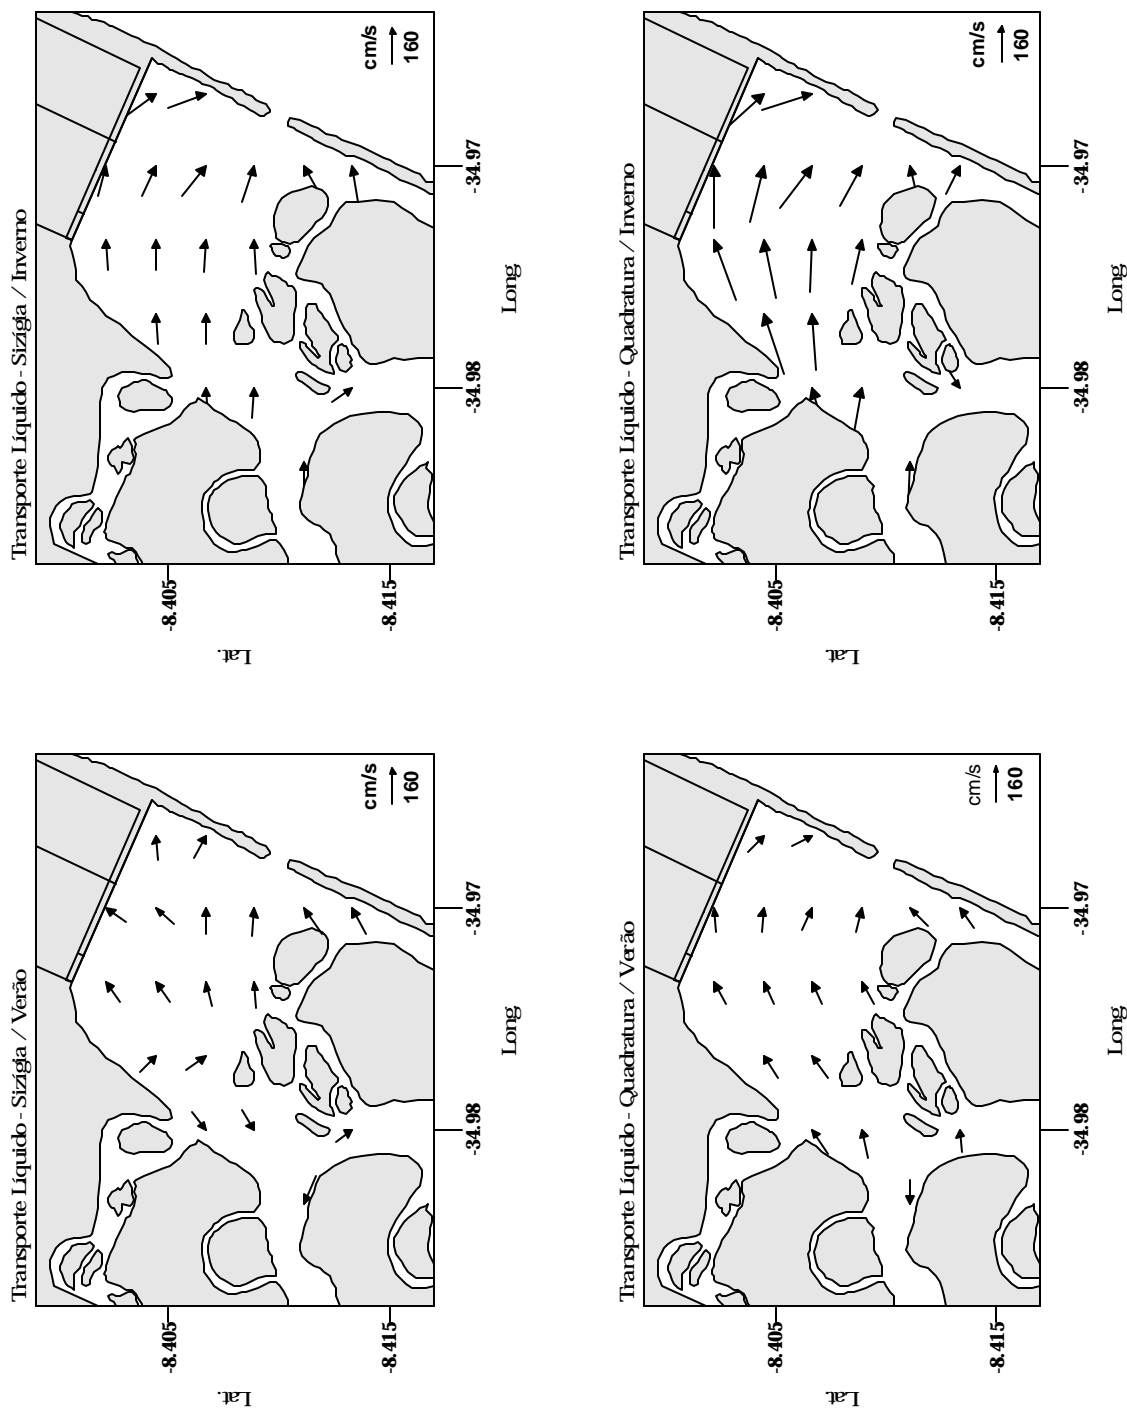 Transporte Líquido - Sizígia / Verão
cm/s
160
-34.97
-34.98
Long
-8.405
-8.415
Lat.
Transporte Líquido - Sizígia / Inverno
cm/s
160
-34.97
-34.98
Long
-8.405
-8.415
Lat.
Transporte Líquido - Quadratura / Verão
cm/s
160
-34.97
-34.98
Long
-8.405
-8.415
Lat.
Transporte Líquido - Quadratura / Inverno
cm/s
160
-34.97
-34.98
Long
-8.405
-8.415
Lat.